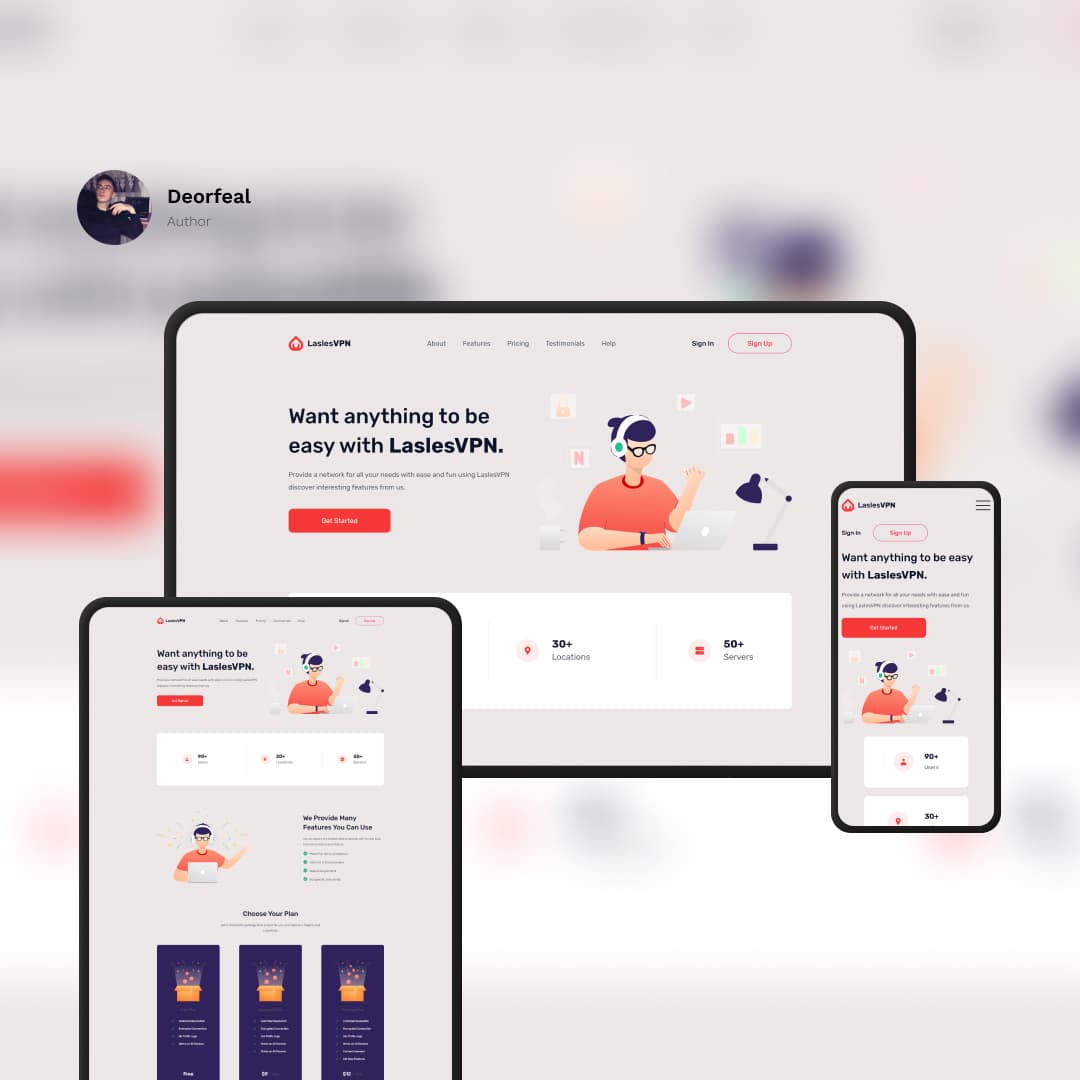 Deorfeal
Author
LaslesVPN
About Features Pricing Testimonials Help
Sign In Sign Up
Want anything to be
easy with LaslesVPN.
Provide a network for all your needs with ease and fun using LaslesVPN
discover interesting features from us.
Get Started
N
30+
Locations
50+
Servers
LaslesVPN
Sign In Sign Up
Want anything to be easy
with LaslesVPN.
Provide a network for all your needs with ease and fun
using LaslesVPN discover interesting features from us.
Get Started
N
90+
Users
30+
LaslesVPN
Sign Up
Want anything to be
easy with LaslesVPN.
Get Started
N
90+
Users
30+
Locations
50+
Servers
We Provide Many
Features You Can Use
Choose Your Plan
Free
$9
$12